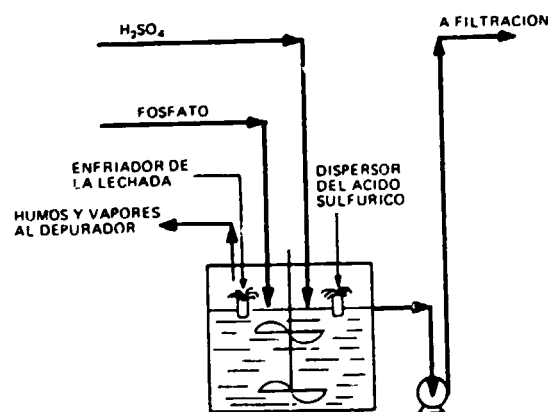 A FILTRACION
H₂SO₄
FOSFATO
ENFRIADOR DE
LA LECHADA
DISPERSOR
DEL ACIDO
SULFURICO
HUMOS Y VAPORES
AL DEPURADOR